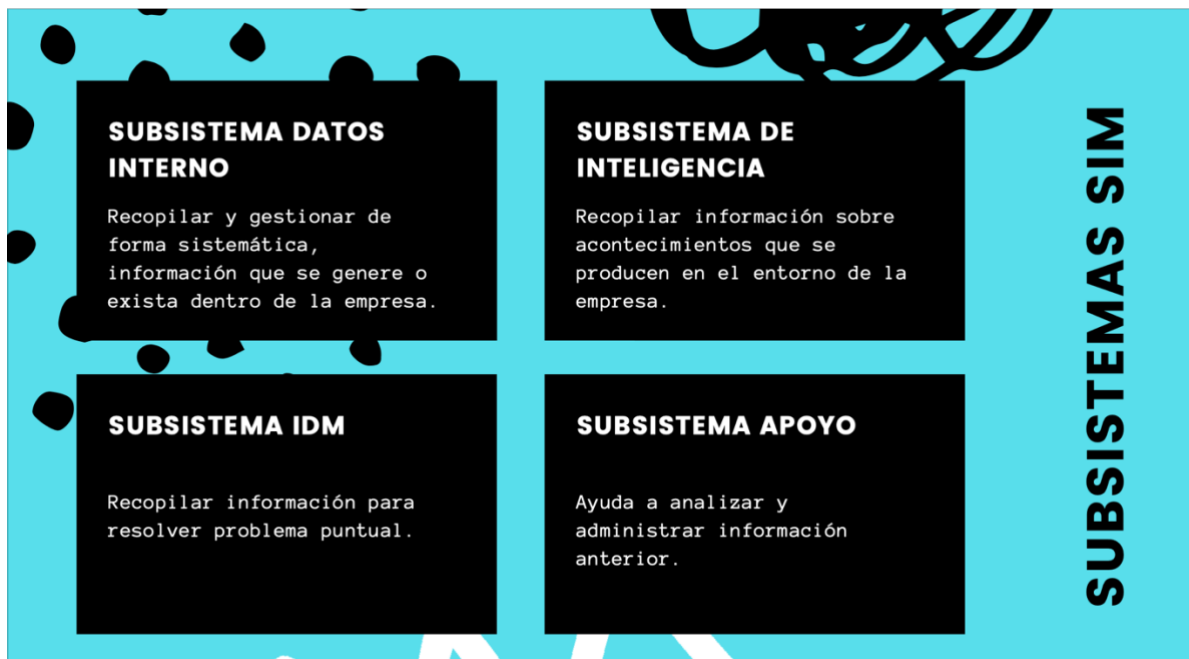 SUBSISTEMA DATOS
INTERNO
Recopilar y gestionar de
forma sistemática,
información que se genere o
exista dentro de la empresa.
SUBSISTEMA DE
INTELIGENCIA
Recopilar información sobre
acontecimientos que se
producen en el entorno de la
empresa.
SUBSISTEMA IDM
Recopilar información para
resolver problema puntual.
SUBSISTEMA APOYO
Ayuda a analizar y
administrar información
anterior.
SUBSISTEMAS SIM